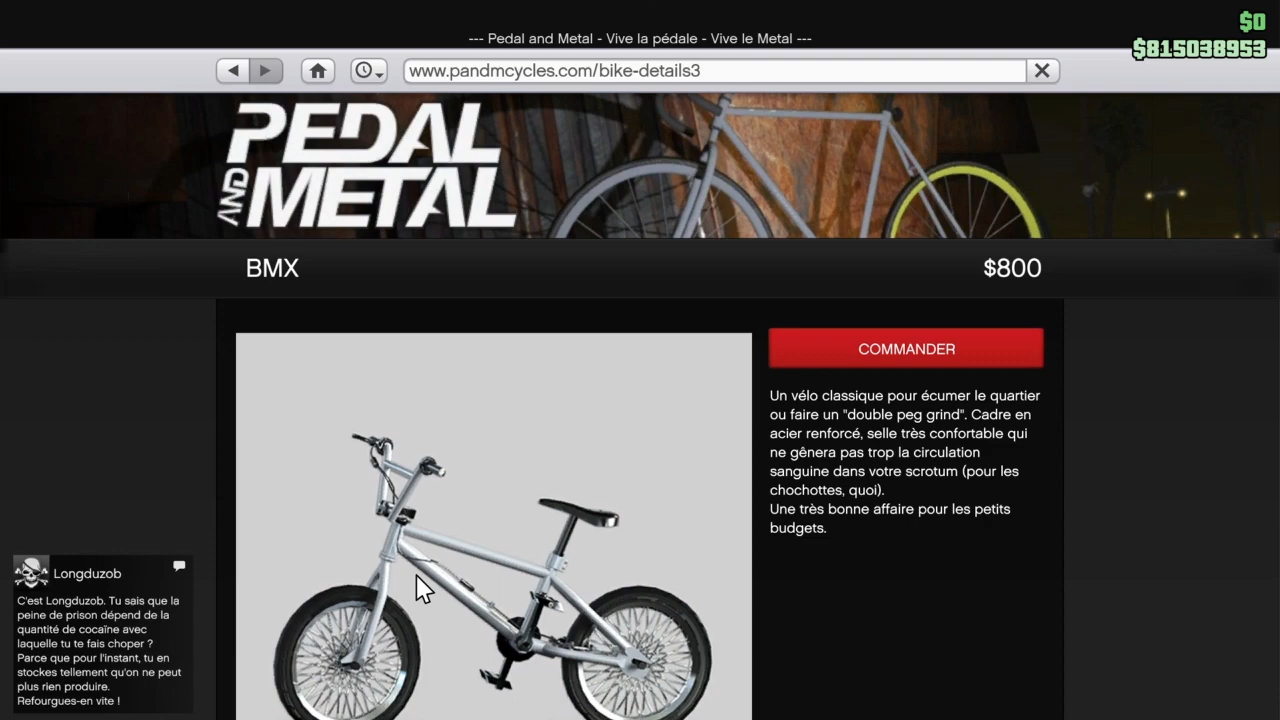 --- Pedal and Metal - Vive la pédale - Vive le Metal ---
$0
$815038953
www.pandmcycles.com/bike-details3
PEDAL
AND METAL
BMX
$800
COMMANDER
Un vélo classique pour écumer le quartier
ou faire un "double peg grind". Cadre en
acier renforcé, selle très confortable qui
ne gênera pas trop la circulation
sanguine dans votre scrotum (pour les
chochottes, quoi).
Une très bonne affaire pour les petits
budgets.
Longduzob
C'est Longduzob. Tu sais que la
peine de prison dépend de la
quantité de cocaïne avec
laquelle tu te fais choper ?
Parce que pour l'instant, tu en
stockes tellement qu'on ne peut
plus rien produire.
Refourgues-en vite !